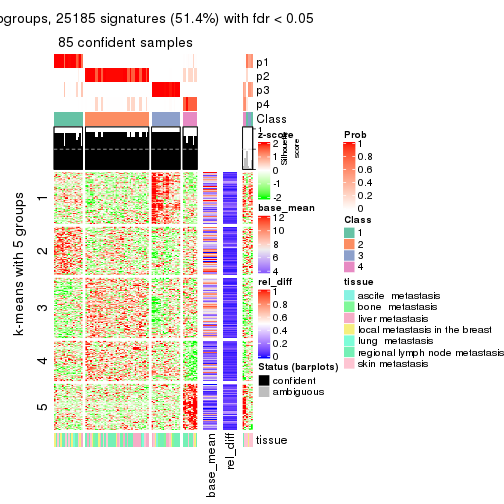 ogroups, 25185 signatures (51.4%) with fdr < 0.05
85 confident samples
p1
p2
p3
p4
Class
1
Silhouette
score
k-means with 5 groups
1
2
3
4
5
tissue
base_mean
rel_diff
z-score
2
1
0
-1
-2
base_mean
12
10
8
6
4
rel_diff
1
0.8
0.6
0.4
0.2
0
Status (barplots)
confident
ambiguous
Prob
1
0.8
0.6
0.4
0.2
0
Class
1
2
3
4
tissue
ascite metastasis
bone metastasis
liver metastasis
local metastasis in the breast
lung metastasis
regional lymph node metastasis
skin metastasis